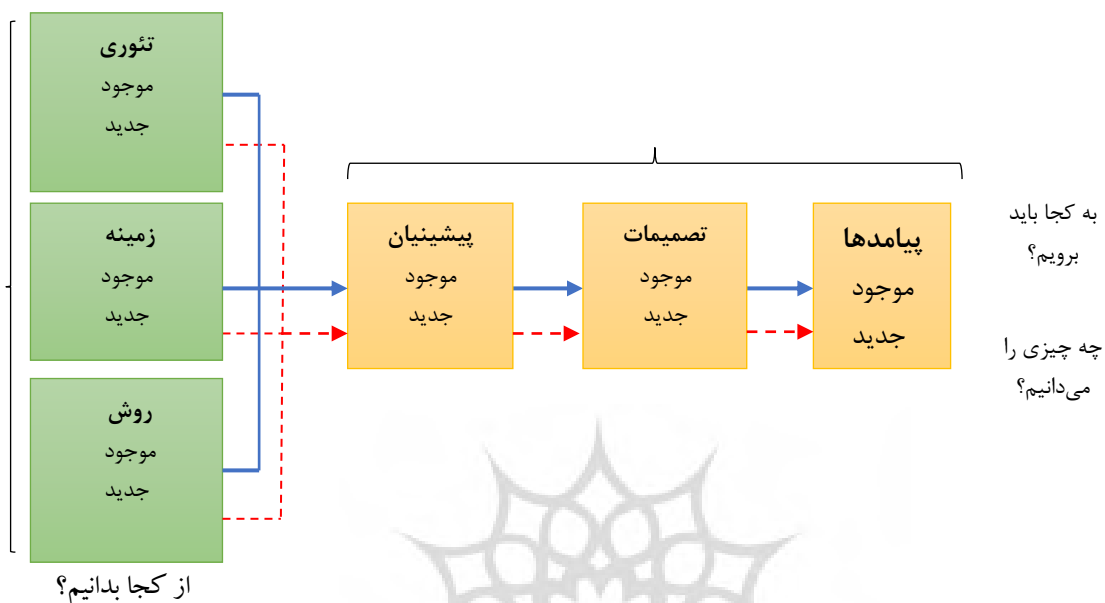 تئوری
موجود
جدید
زمینه
موجود
جدید
روش
موجود
جدید
از کجا بدانیم؟
پیشینیان
موجود
جدید
تصمیمات
موجود
جدید
پیامدها
موجود
جدید
به کجا باید
برویم؟
چه چیزی را
می‌دانیم؟